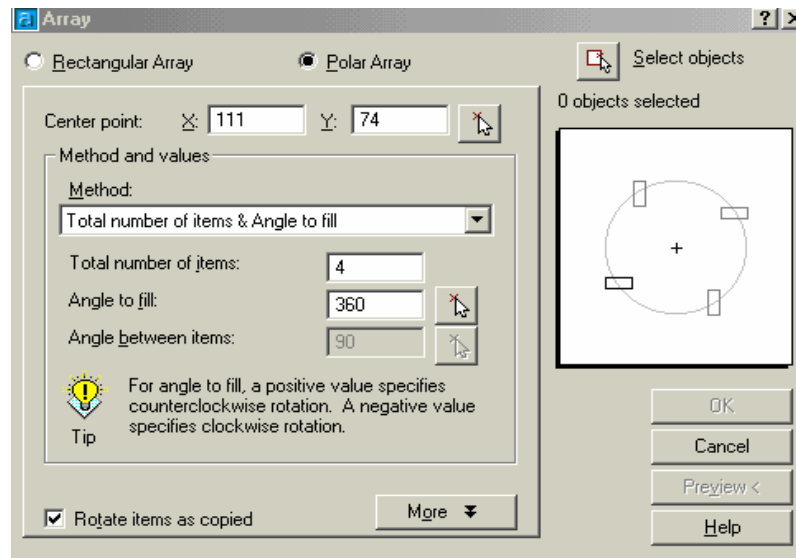 Array
Rectangular Array
Polar Array
Select objects
Center point: X: 111 Y: 74
0 objects selected
Method and values
Method:
Total number of items & Angle to fill
Total number of items: 4
Angle to fill: 360
Angle between items: 90
For angle to fill, a positive value specifies
counterclockwise rotation. A negative value
specifies clockwise rotation.
Tip
OK
Cancel
Preview <
Help
Rotate items as copied
More